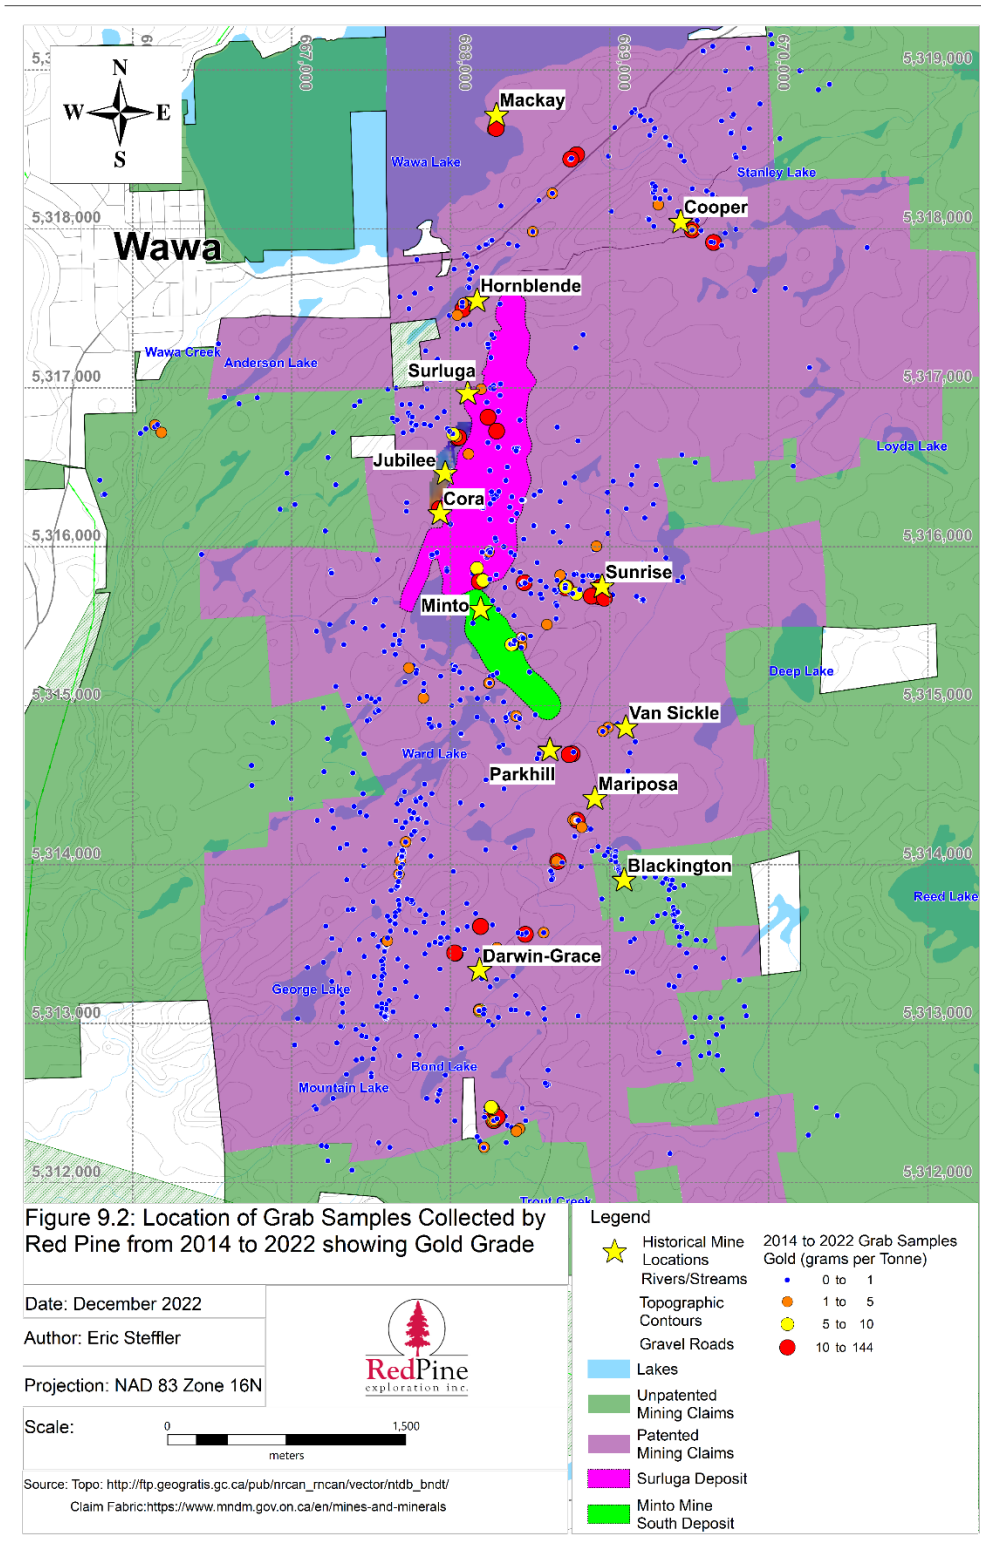 667,000
668,000
669,000
670,000
5,319,000
N
W
E
S
Mackay
Wawa Lake
Stanley Lake
5,318,000
5,318,000
Cooper
Wawa
Hornblende
Wawa Creek
Anderson Lake
Surluga
5,317,000
5,317,000
Loyda Lake
Jubilee
Cora
5,316,000
5,316,000
Sunrise
Minto
Deep Lake
5,315,000
5,315,000
Van Sickle
Ward Lake
Parkhill
Mariposa
5,314,000
5,314,000
Blackington
Reed Lake
Darwin-Grace
George Lake
5,313,000
5,313,000
Bond Lake
Mountain Lake
5,312,000
5,312,000
Trout Creek
Figure 9.2: Location of Grab Samples Collected by
Red Pine from 2014 to 2022 showing Gold Grade
Date: December 2022
Author: Eric Steffler
Projection: NAD 83 Zone 16N
RedPine
exploration inc.
Scale:
0
1,500
meters
Source: Topo: http://ftp.geogratis.gc.ca/pub/nrcan_rncan/vector/ntdb_bndt/
Claim Fabric:https://www.mndm.gov.on.ca/en/mines-and-minerals
Legend
Historical Mine
Locations
Rivers/Streams
Topographic
Contours
Gravel Roads
Lakes
Unpatented
Mining Claims
Patented
Mining Claims
Surluga Deposit
Minto Mine
South Deposit
2014 to 2022 Grab Samples
Gold (grams per Tonne)
0 to 1
1 to 5
5 to 10
10 to 144